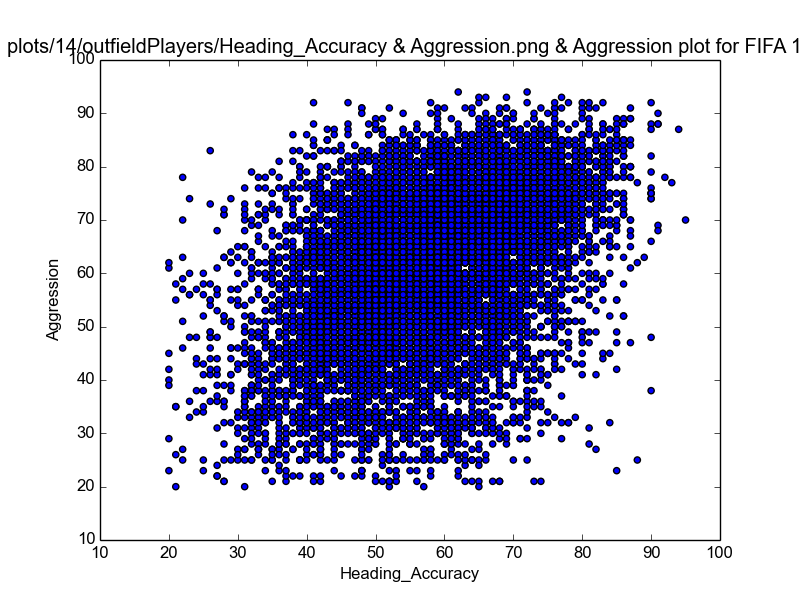 plots/14/outfieldPlayers/Heading_Accuracy & Aggression.png & Aggression plot for FIFA 1
100
90
80
70
60
50
40
30
20
10
Aggression
10 20 30 40 50 60 70 80 90 100
Heading_Accuracy